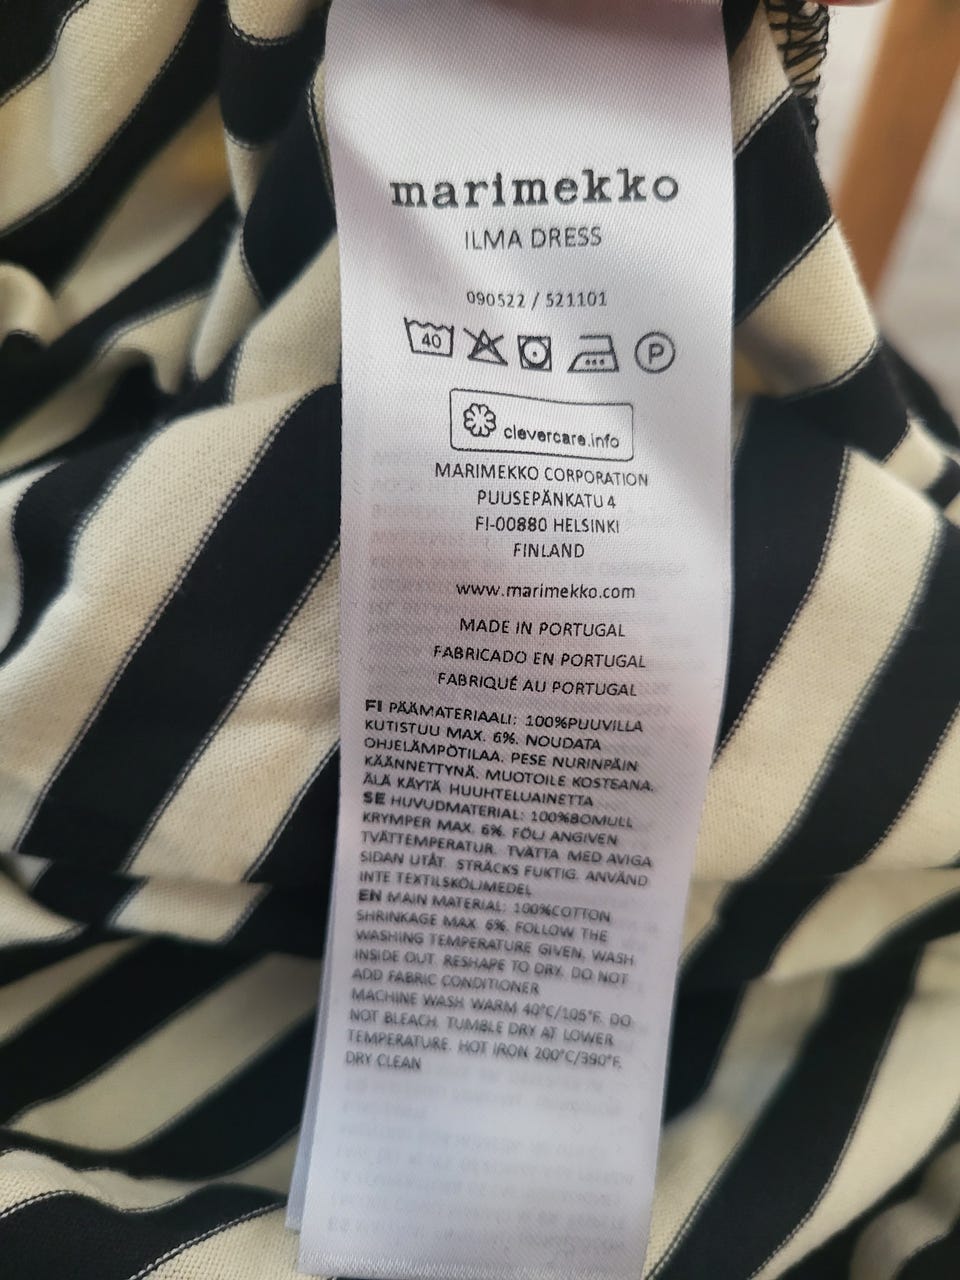 marimekko
ILMA DRESS
090522 / 521101
40 P
clevercare.info
MARIMEKKO CORPORATION
PUUSEPÄNKATU 4
FI-00880 HELSINKI
FINLAND
www.marimekko.com
MADE IN PORTUGAL
FABRICADO EN PORTUGAL
FABRIQUÉ AU PORTUGAL
FI PÄÄMATERIAALI: 100%PUUVILLA
KUTISTUU MAX. 6%. NOUDATA
OHJELÄMPÖTILAA. PESE NURINPÄIN
KÄÄNNETTYNÄ. MUOTOILE KOSTEANA.
ÄLÄ KÄYTÄ HUUHTELUAINETTA
SE HUVUDMATERIAL: 100%BOMULL
KRYMPER MAX. 6%. FÖLJ ANGIVEN
TVÄTTEMPERATUR. TVÄTTA MED AVIGA
SIDAN UTÅT. STRÄCKS FUKTIG. ANVÄND
INTE TEXTILSKÖLJMEDEL
EN MAIN MATERIAL: 100%COTTON
SHRINKAGE MAX. 6%. FOLLOW THE
WASHING TEMPERATURE GIVEN. WASH
INSIDE OUT. RESHAPE TO DRY. DO NOT
ADD FABRIC CONDITIONER
MACHINE WASH WARM 40°C/105°F. DO
NOT BLEACH. TUMBLE DRY AT LOWER
TEMPERATURE. HOT IRON 200°C/390°F.
DRY CLEAN